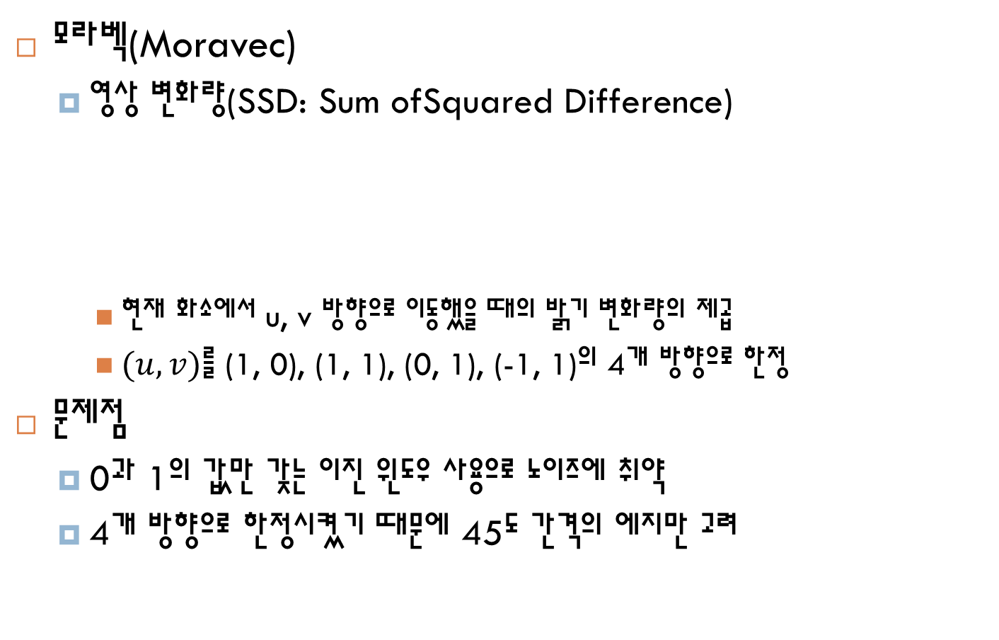 모라벡(Moravec)
영상 변화량(SSD: Sum ofSquared Difference)
현재 화소에서 u, v 방향으로 이동했을 때의 밝기 변화량의 제곱
(u, v)를 (1, 0), (1, 1), (0, 1), (-1, 1)의 4개 방향으로 한정
문제점
0과 1의 값만 갖는 이진 윈도우 사용으로 노이즈에 취약
4개 방향으로 한정시켰기 때문에 45도 간격의 에지만 고려